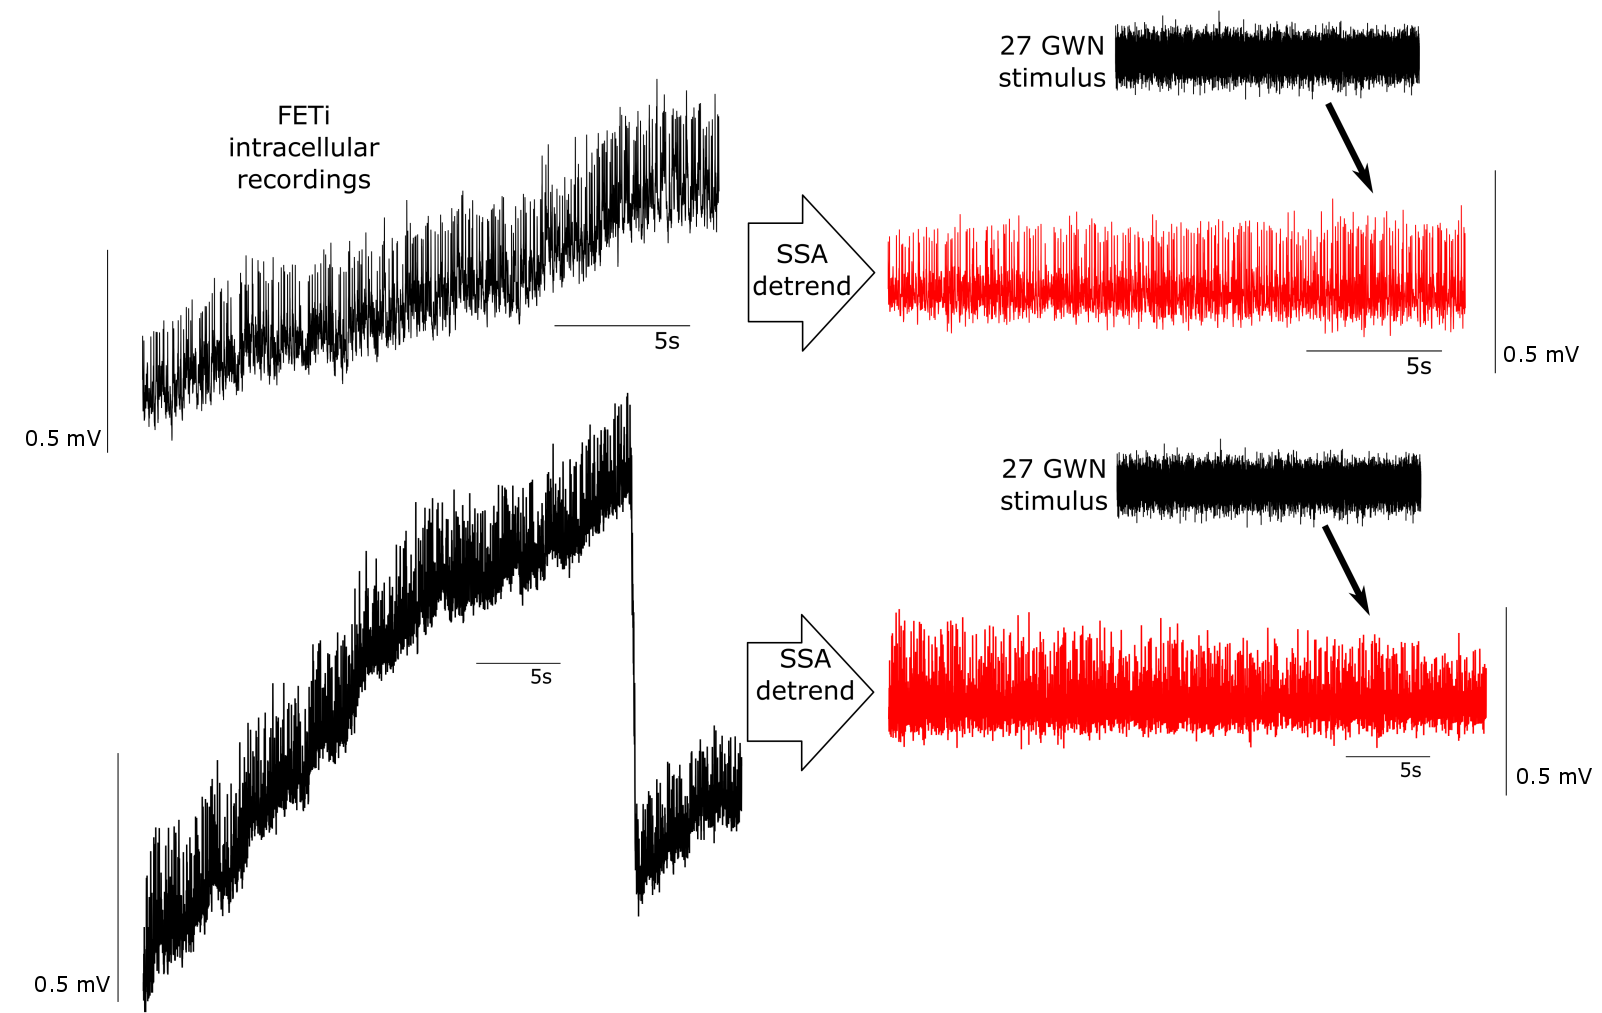 FETi
intracellular
recordings
5s
0.5 mV
SSA
detrend
27 GWN
stimulus
5s
0.5 mV
5s
0.5 mV
SSA
detrend
27 GWN
stimulus
5s
0.5 mV